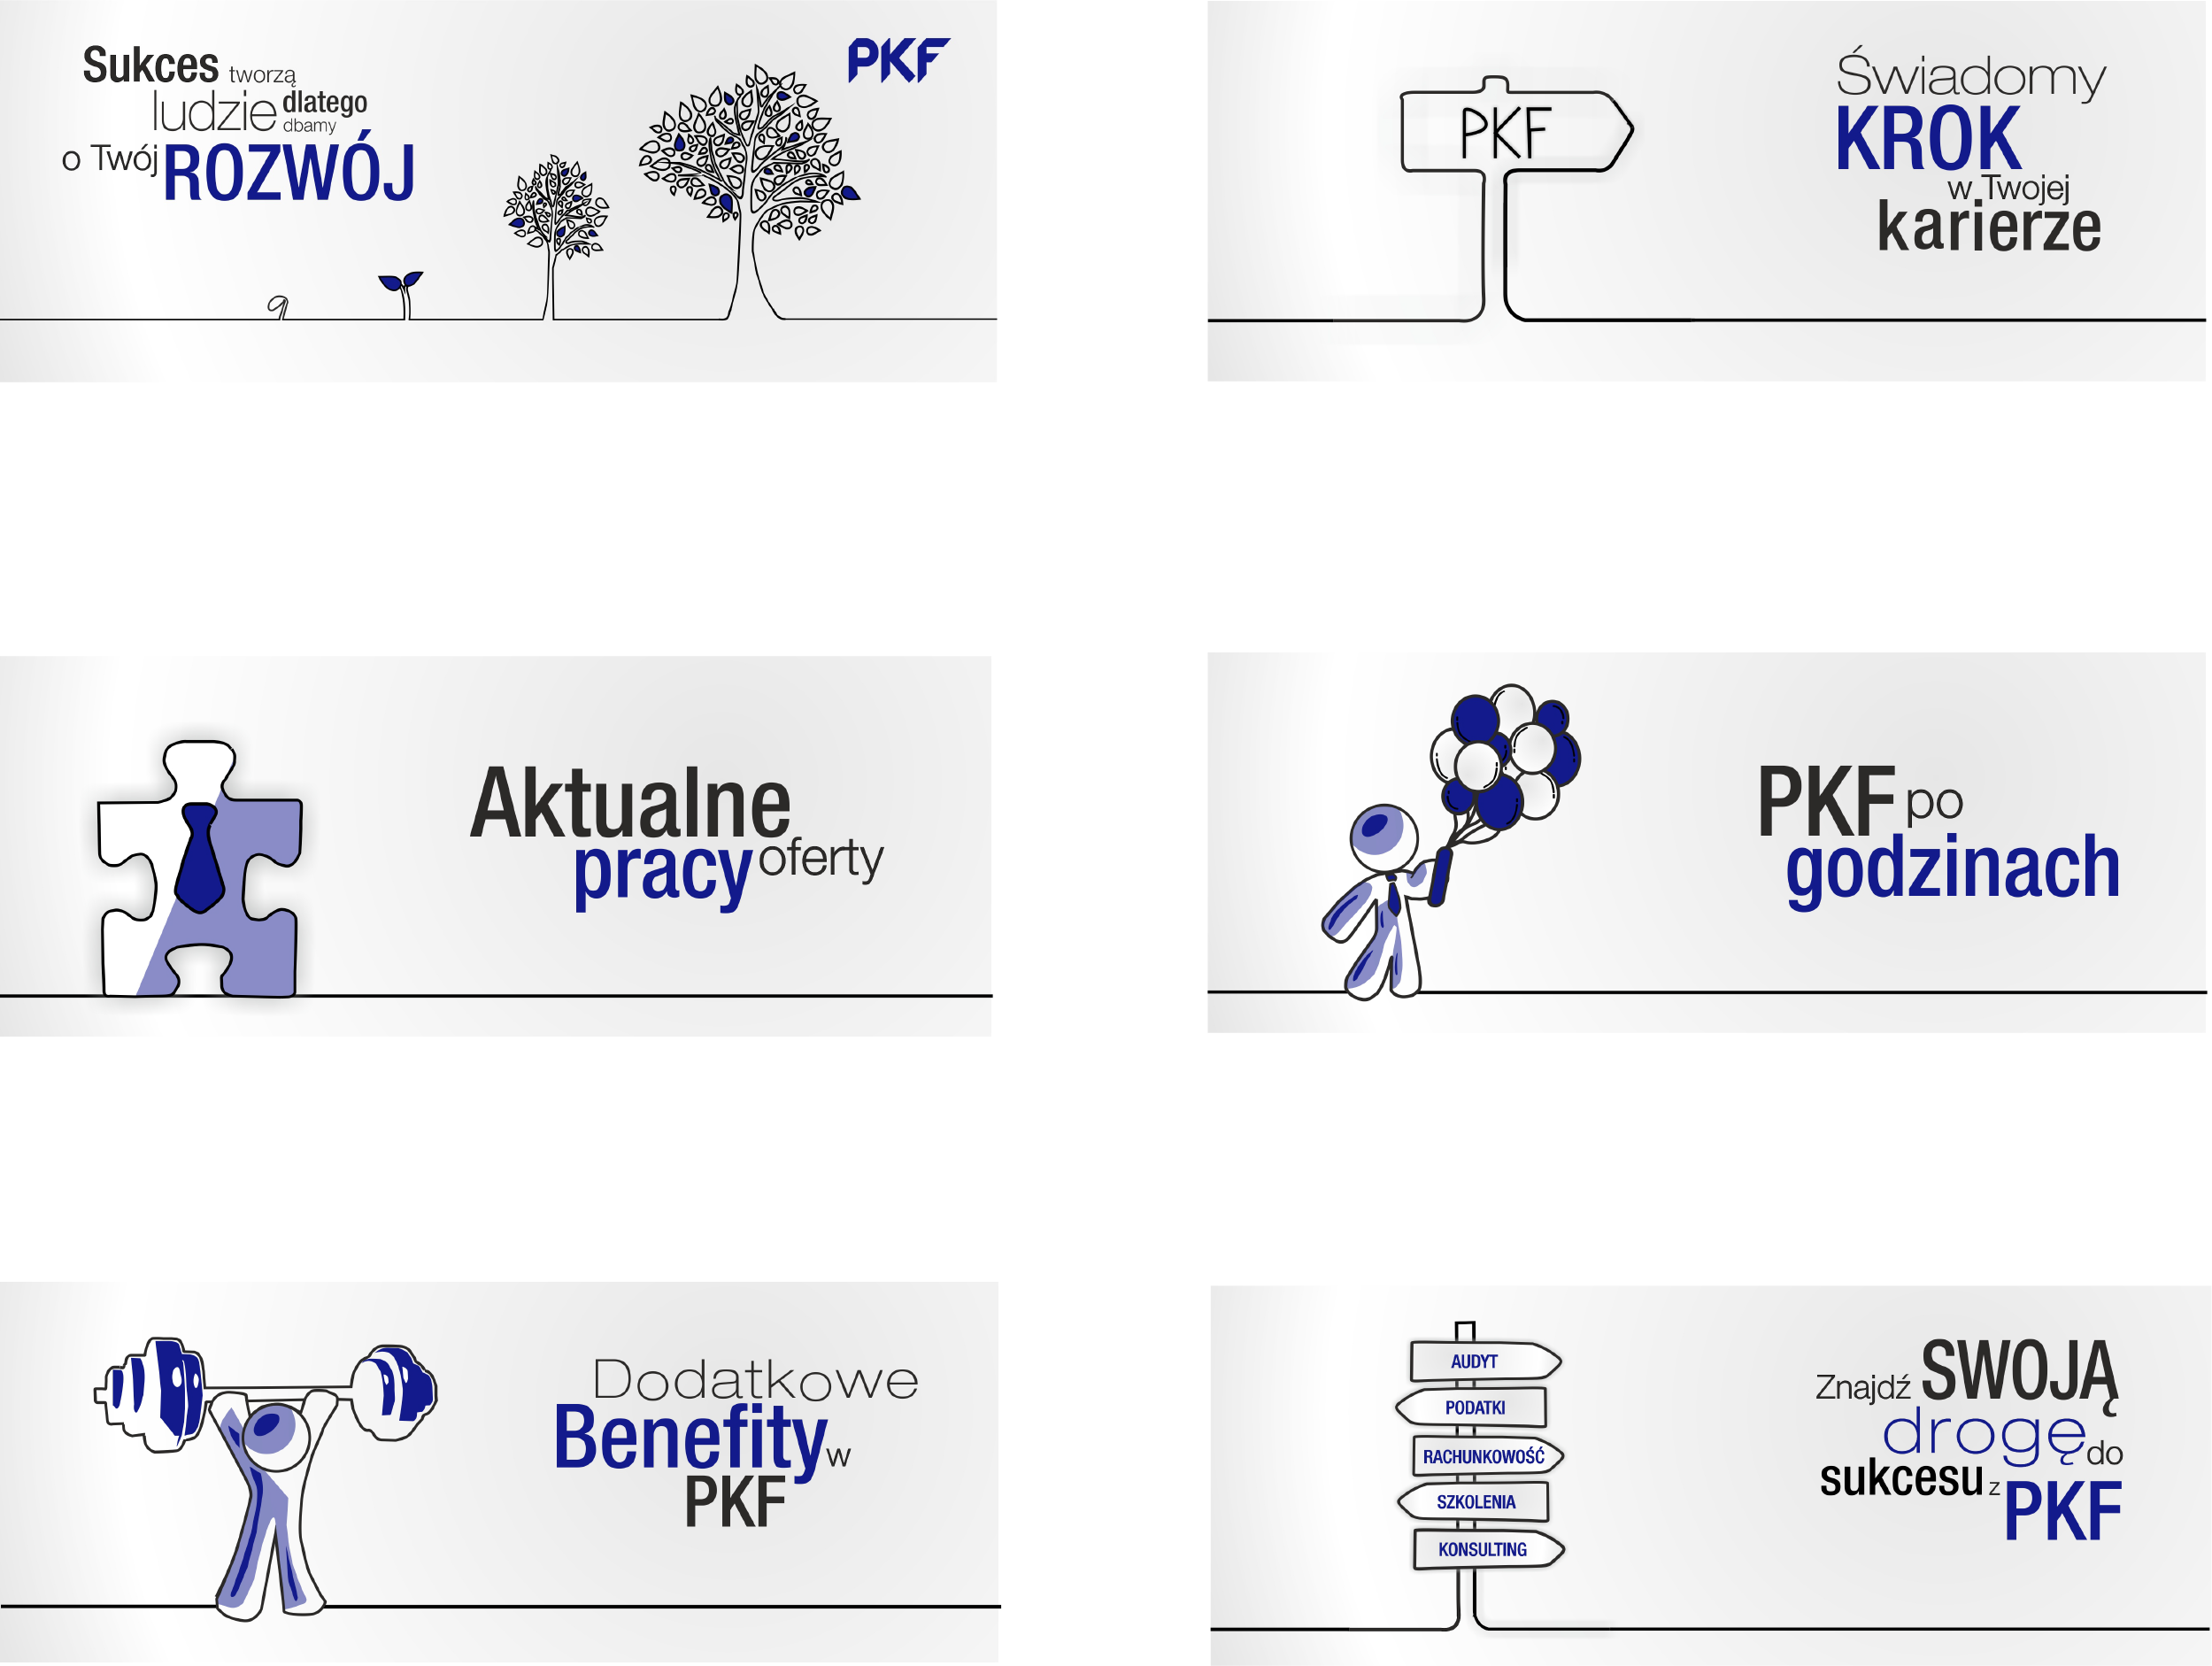 Sukces tworzą
ludzie dlatego
dbamy
o Twój ROZWÓJ
PKF
PKF
Świadomy
KROK
w Twojej
karierze
Aktualne
pracy oferty
PKF po
godzinach
Dodatkowe
Benefity w
PKF
AUDYT
PODATKI
RACHUNKOWOŚĆ
SZKOLENIA
KONSULTING
Znajdź SWOJĄ
drogę do
sukcesu z
PKF